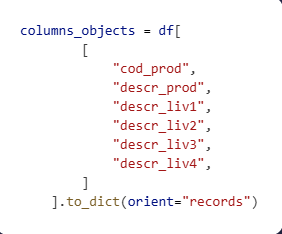 columns_objects = df[
        [
            "cod_prod",
            "descr_prod",
            "descr_liv1",
            "descr_liv2",
            "descr_liv3",
            "descr_liv4",
        ]
    ].to_dict(orient="records")